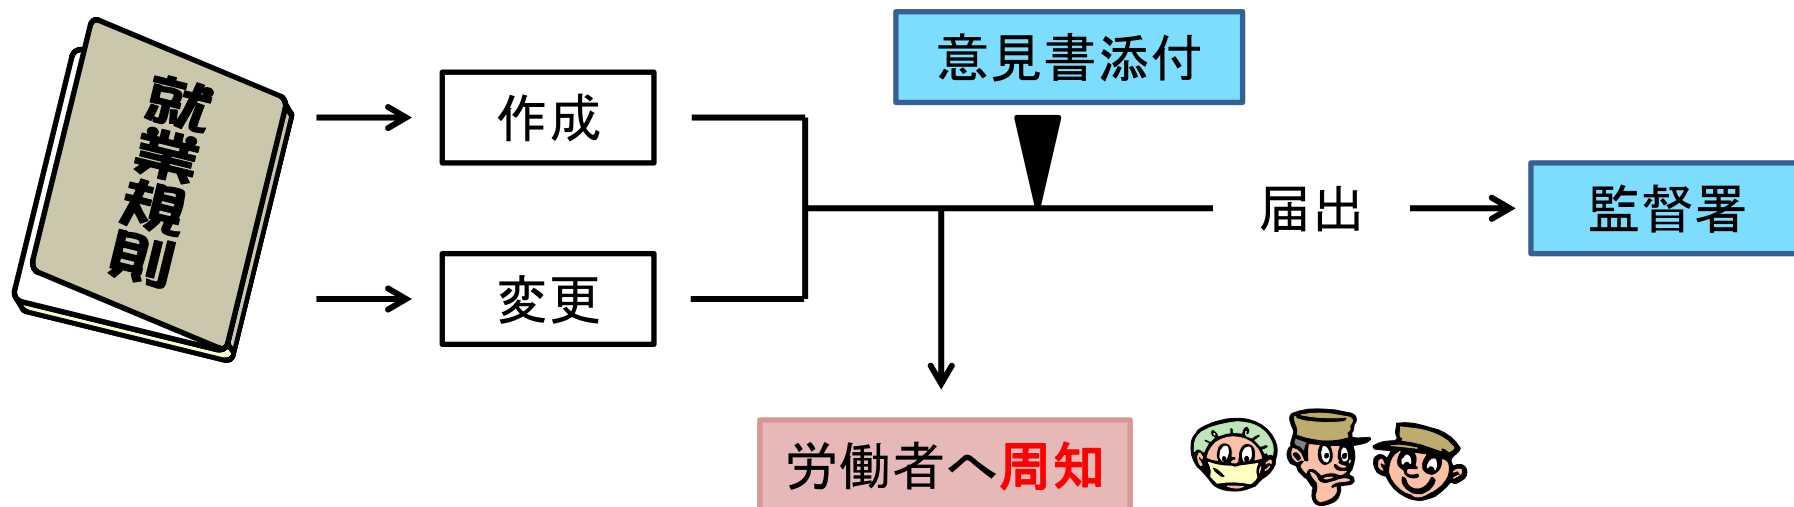 就業規則
作成
変更
意見書添付
届出
監督署
労働者へ周知